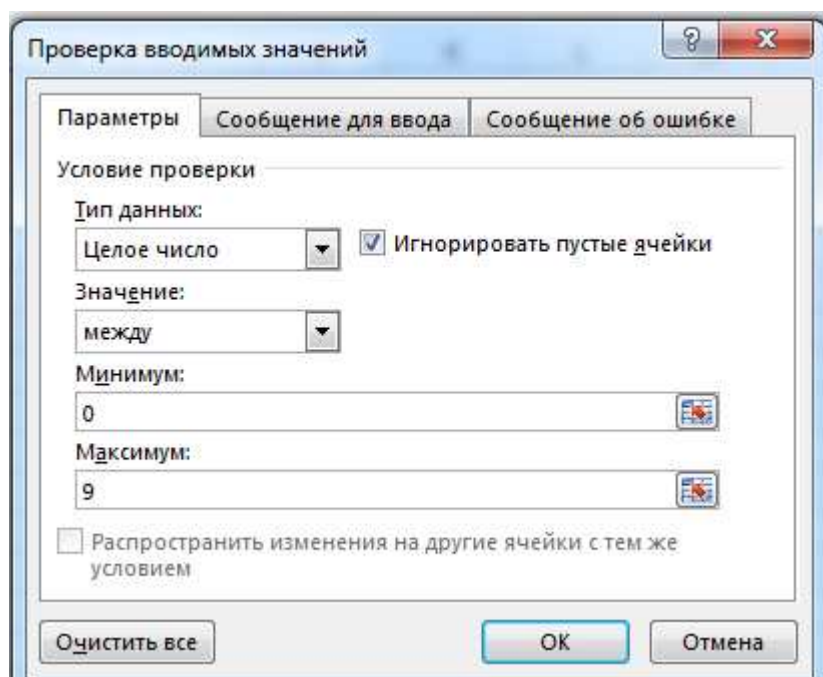 Проверка вводимых значений
Параметры
Сообщение для ввода
Сообщение об ошибке
Условие проверки
Тип данных:
Целое число
Игнорировать пустые ячейки
Значение:
между
Минимум:
0
Максимум:
9
Распространить изменения на другие ячейки с тем же
условием
Очистить все
ОК
Отмена